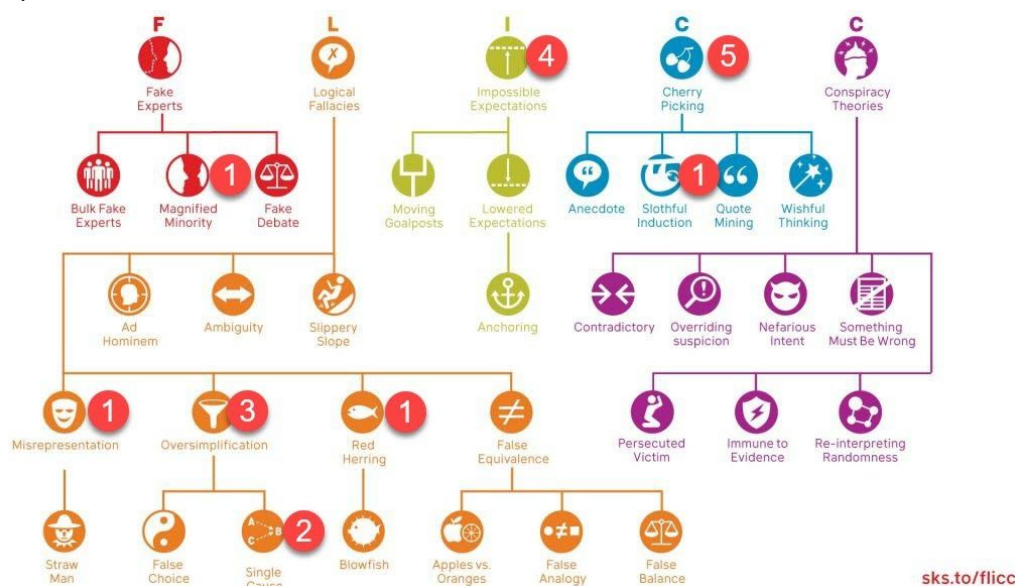 F
L
I
C
C
4
5
Fake
Experts
Logical
Fallacies
Impossible
Expectations
Cherry
Picking
Conspiracy
Theories
1
1
Bulk Fake
Experts
Magnified
Minority
Fake
Debate
Moving
Goalposts
Lowered
Expectations
Anecdote
Slothful
Induction
Quote
Mining
Wishful
Thinking
Ad
Hominem
Ambiguity
Slippery
Slope
Anchoring
Contradictory
Overriding
suspicion
Nefarious
Intent
Something
Must Be Wrong
1
3
1
Misrepresentation
Oversimplification
Red
Herring
False
Equivalence
Persecuted
Victim
Immune to
Evidence
Re-interpreting
Randomness
A
B
C
2
Straw
Man
False
Choice
Single
Cause
Blowfish
Apples vs.
Oranges
False
Analogy
False
Balance
sks.to/flicc